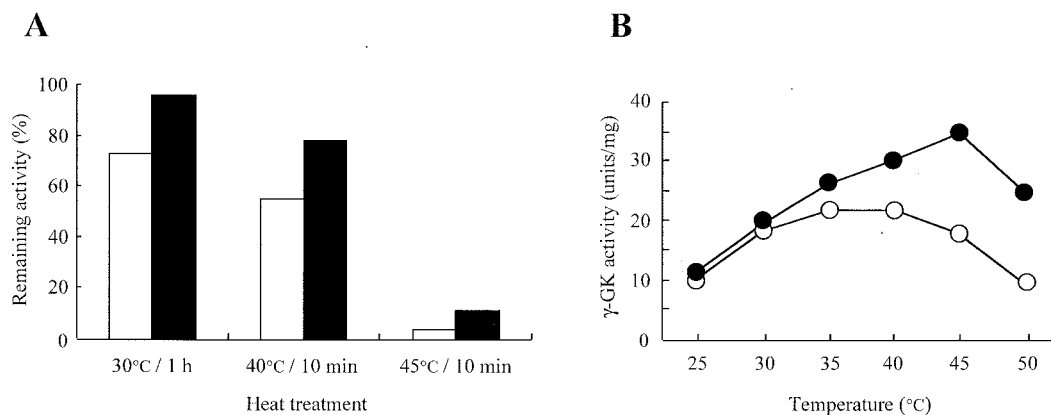 A
Remaining activity (%)
100
80
60
40
20
0
30°C / 1 h
40°C / 10 min
45°C / 10 min
Heat treatment
B
γ-GK activity (units/mg)
40
30
20
10
0
25
30
35
40
45
50
Temperature (°C)